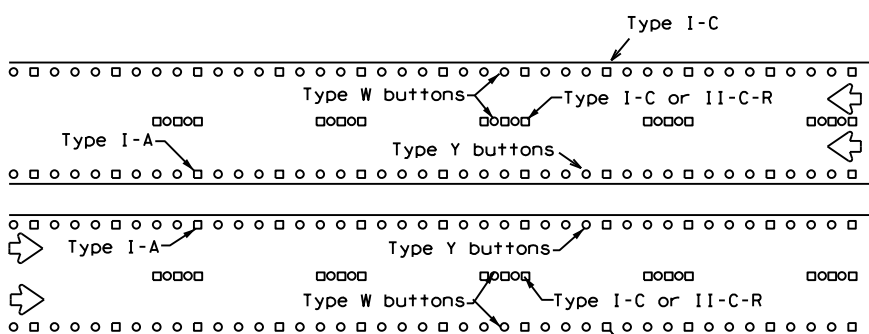 Type I-C
Type W buttons
Type I-C or II-C-R
Type I-A
Type Y buttons
Type I-A
Type Y buttons
Type W buttons
Type I-C or II-C-R